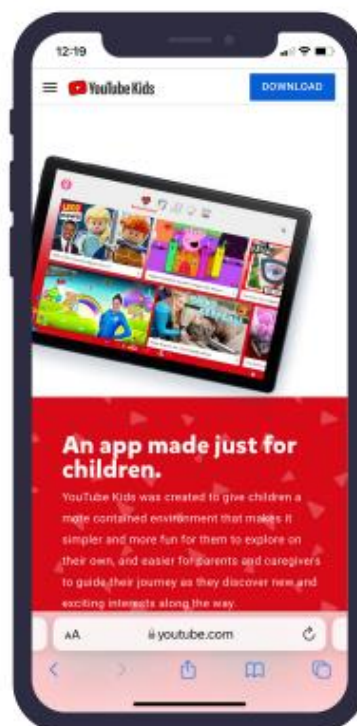 12:19
YouTube Kids
DOWNLOAD
An app made just for
children.
YouTube Kids was created to give children a
more contained environment that makes it
simpler and more fun for them to explore on
their own, and easier for parents and caregivers
to guide their journey as they discover new and
exciting interests along the way.
AA
youtube.com